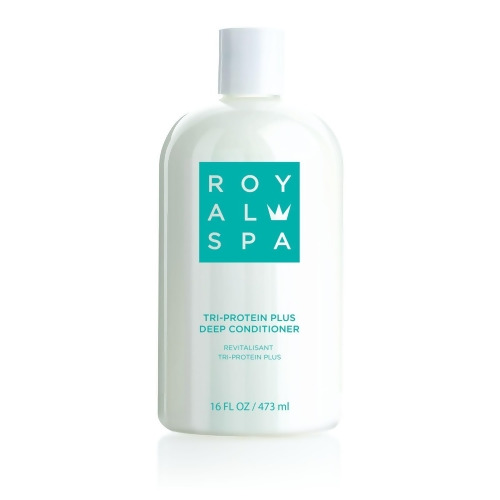 ROY
AL
SPA
TRI-PROTEIN PLUS
DEEP CONDITIONER
REVITALISANT
TRI-PROTEIN PLUS
16 FL OZ / 473 ml